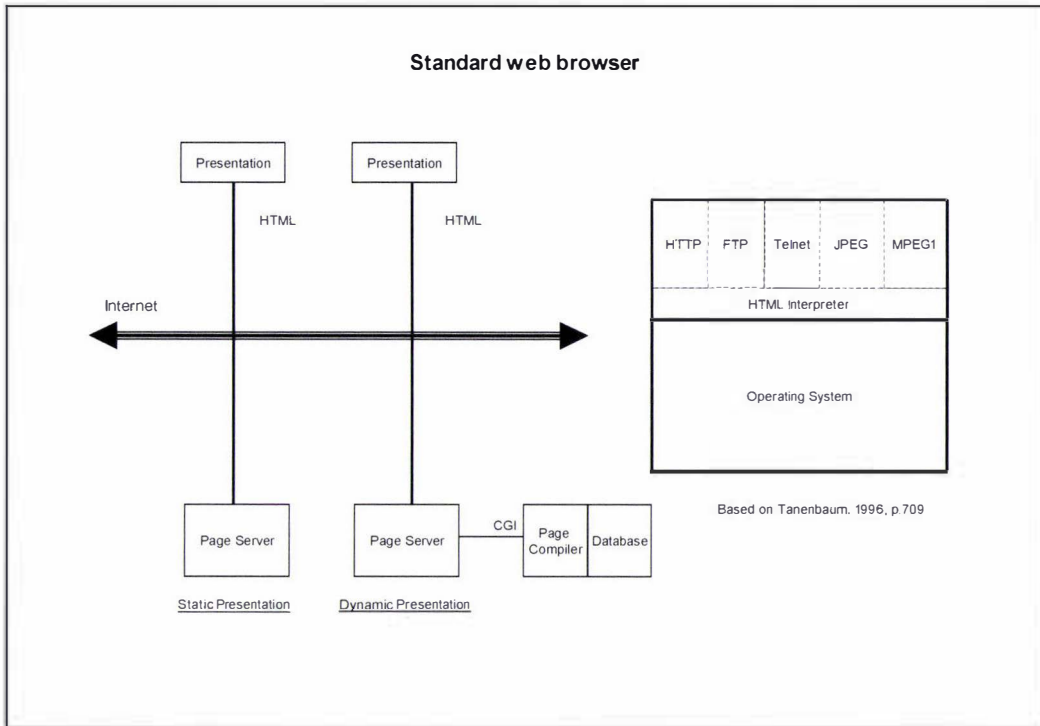 Standard web browser
Presentation
Presentation
HTML
HTML
HTTP
FTP
Telnet
JPEG
MPEG1
HTML Interpreter
Internet
Operating System
Based on Tanenbaum. 1996, p.709
Page Server
Page Server
CGI
Page
Compiler
Database
Static Presentation
Dynamic Presentation